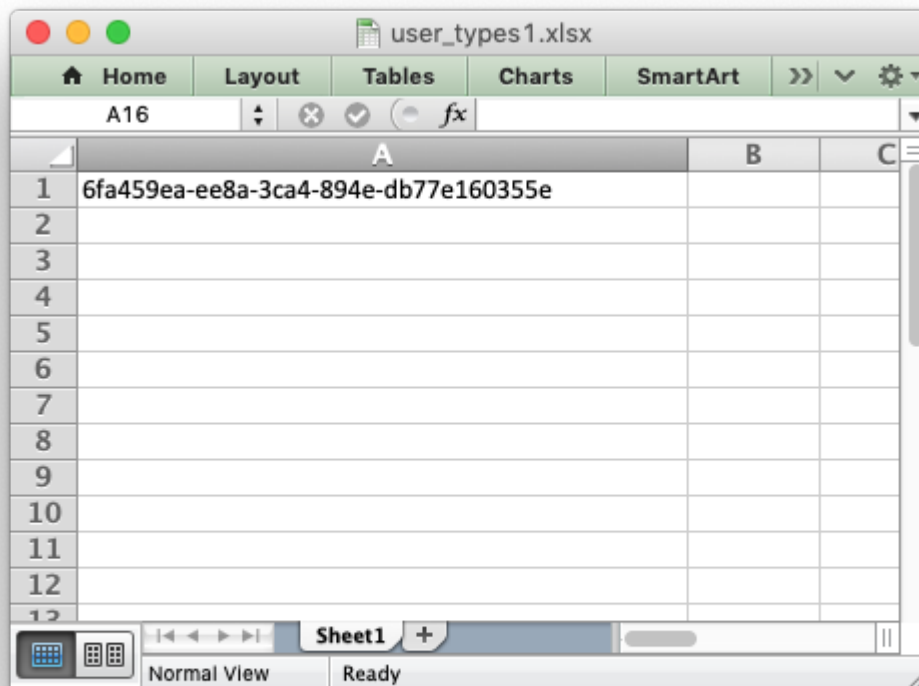 user_types1.xlsx
Home Layout Tables Charts SmartArt
A16 fx
A B C
1 6fa459ea-ee8a-3ca4-894e-db77e160355e
2
3
4
5
6
7
8
9
10
11
12
13
Sheet1 +
Normal View Ready